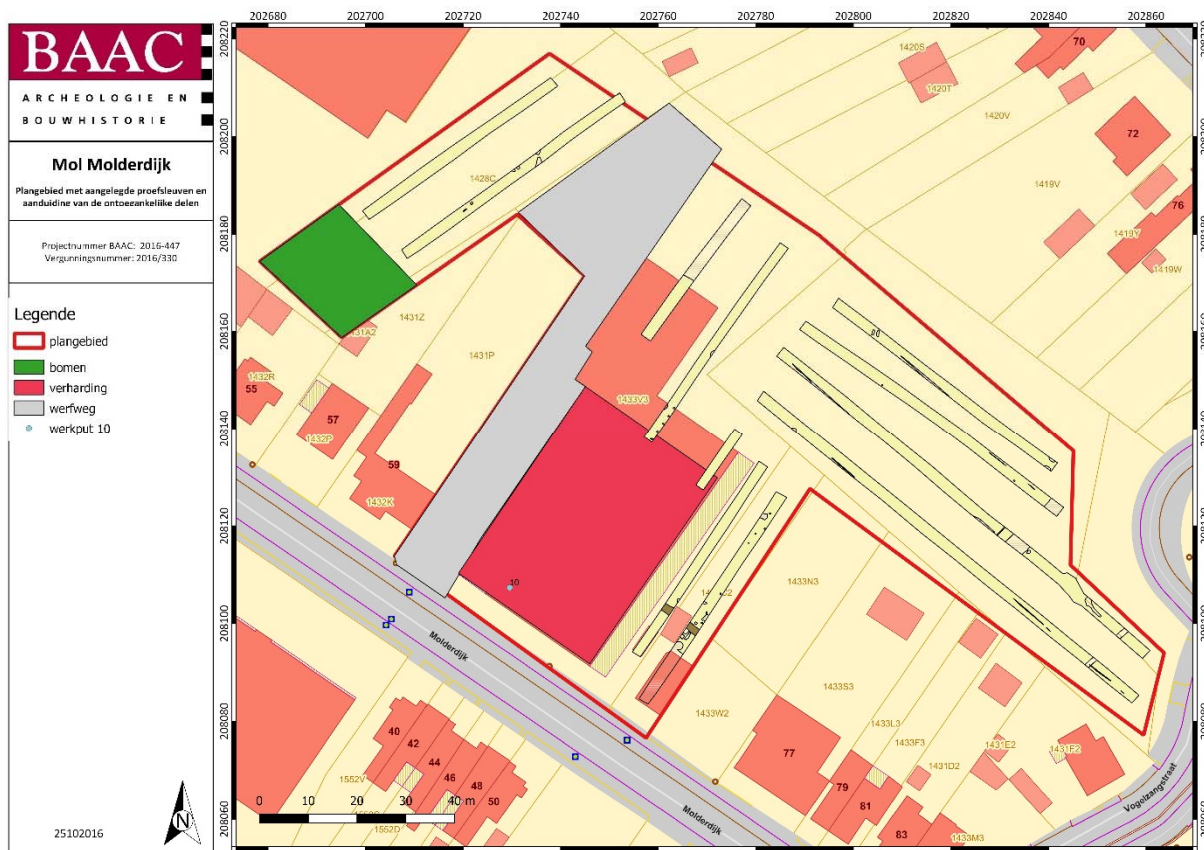 BAAC
ARCHEOLOGIE EN
BOUWHISTORIE
Mol Molderdijk
Plangebied met aangelegde proefsleuven en
aanduiding van de ontoegankelijke delen
Projectnummer BAAC: 2016-447
Vergunningsnummer: 2016/330
Legende
plangebied
bomen
verharding
werfweg
werkput 10
25102016
N
202680 202700 202720 202740 202760 202780 202800 202820 202840 202860
208220
208200
208180
208160
208140
208120
208100
208080
208060
1420S
1420T
1420V
70
72
1419V
76
1419Y
1419W
1428C
1431Z
1431P
1432R
55
57
1432P
59
1432K
1433V3
10
1433N3
1433S3
1433W2
1433L3
1433F3
1431D2
1431E2
1431F2
77
79
81
83
1433M3
40
42
44
46
48
50
1552V
1552D
Molderdijk
Molderdijk
Vogelzangstraat
0 10 20 30 40 m